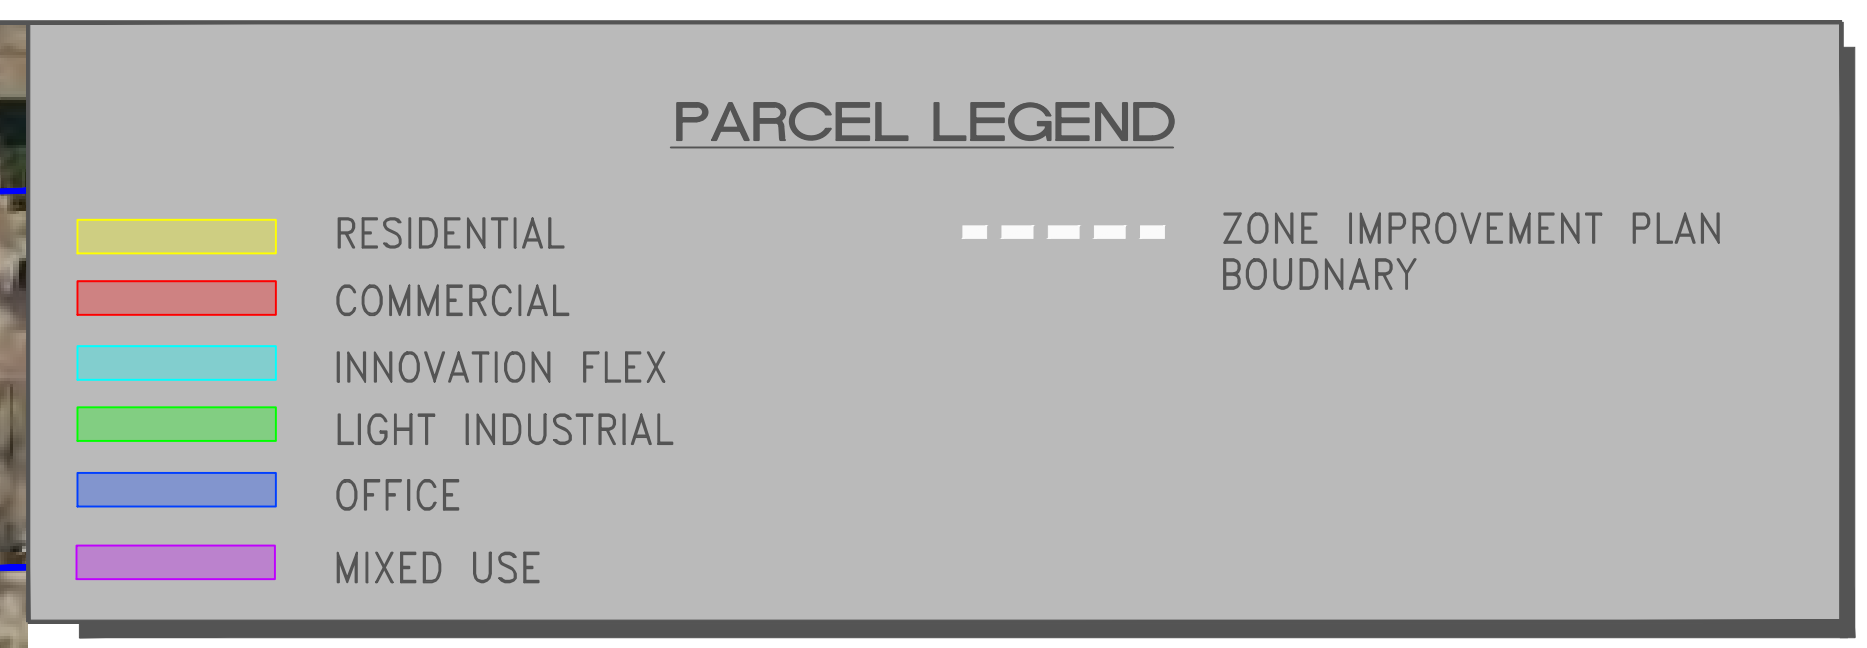 PARCEL LEGEND
RESIDENTIAL
COMMERCIAL
INNOVATION FLEX
LIGHT INDUSTRIAL
OFFICE
MIXED USE
ZONE IMPROVEMENT PLAN
BOUDNARY